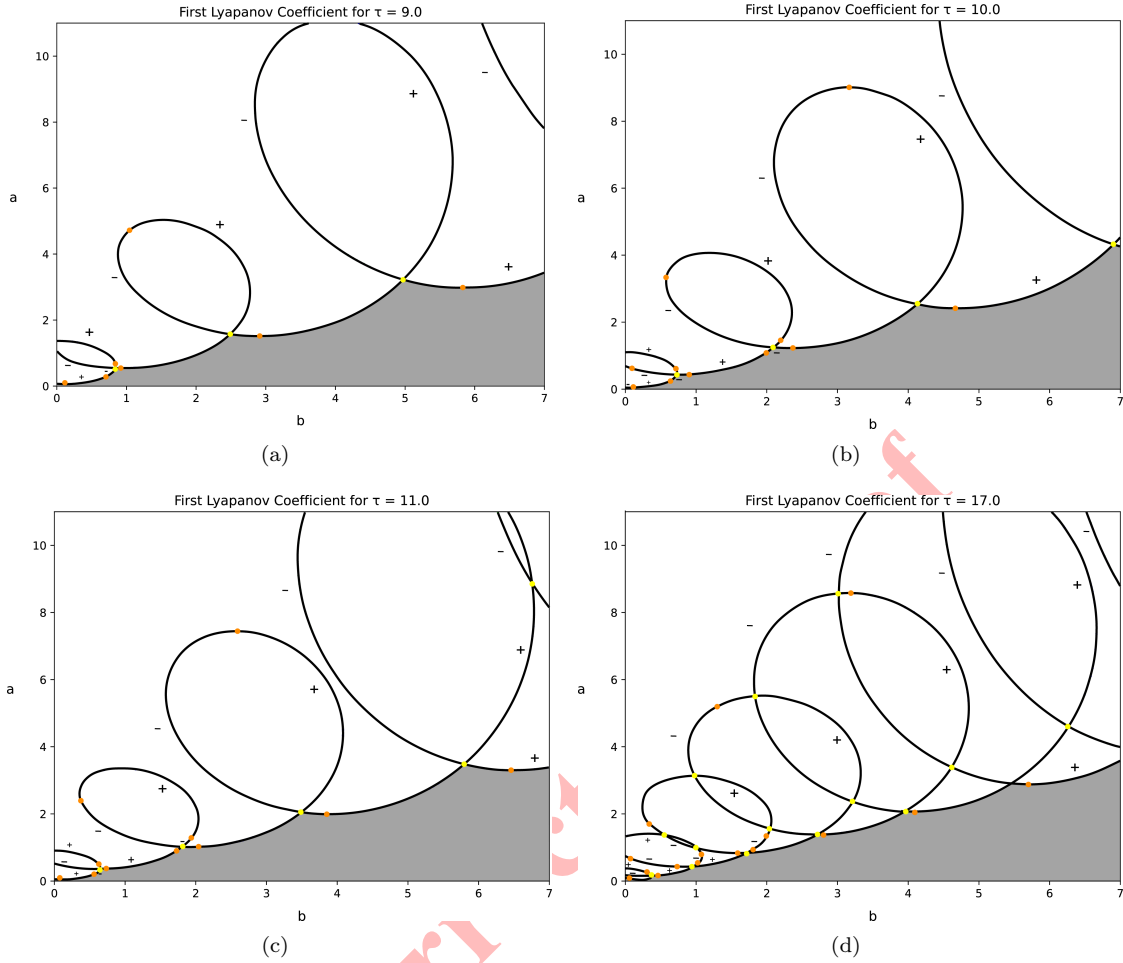 First Lyapanov Coefficient for τ = 9.0
10
8
6
4
2
0
a
0 1 2 3 4 5 6 7
b
(a)
First Lyapanov Coefficient for τ = 10.0
10
8
6
4
2
0
a
0 1 2 3 4 5 6 7
b
(b)
First Lyapanov Coefficient for τ = 11.0
10
8
6
4
2
0
a
0 1 2 3 4 5 6 7
b
(c)
First Lyapanov Coefficient for τ = 17.0
10
8
6
4
2
0
a
0 1 2 3 4 5 6 7
b
(d)